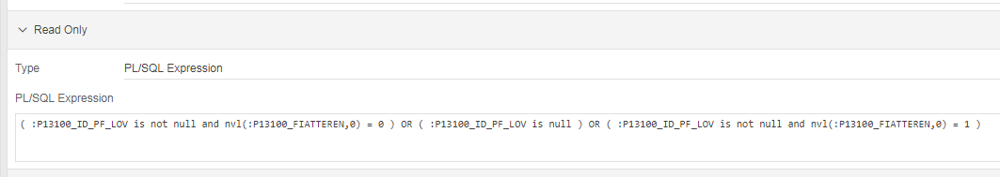 Read Only
Type PL/SQL Expression
PL/SQL Expression
( :P13100_ID_PF_LOV is not null and nvl(:P13100_FIATTEREN,0) = 0 ) OR ( :P13100_ID_PF_LOV is null ) OR ( :P13100_ID_PF_LOV is not null and nvl(:P13100_FIATTEREN,0) = 1 )